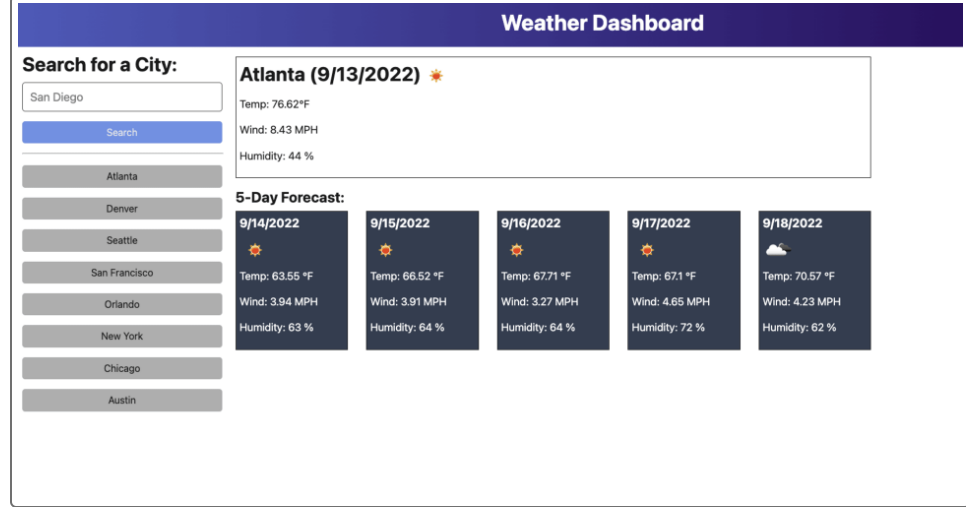 Weather Dashboard
Search for a City:
San Diego
Search
Atlanta
Denver
Seattle
San Francisco
Orlando
New York
Chicago
Austin
Atlanta (9/13/2022)
Temp: 76.62°F
Wind: 8.43 MPH
Humidity: 44 %
5-Day Forecast:
9/14/2022
Temp: 63.55 °F
Wind: 3.94 MPH
Humidity: 63 %
9/15/2022
Temp: 66.52 °F
Wind: 3.91 MPH
Humidity: 64 %
9/16/2022
Temp: 67.71 °F
Wind: 3.27 MPH
Humidity: 64 %
9/17/2022
Temp: 67.1 °F
Wind: 4.65 MPH
Humidity: 72 %
9/18/2022
Temp: 70.57 °F
Wind: 4.23 MPH
Humidity: 62 %